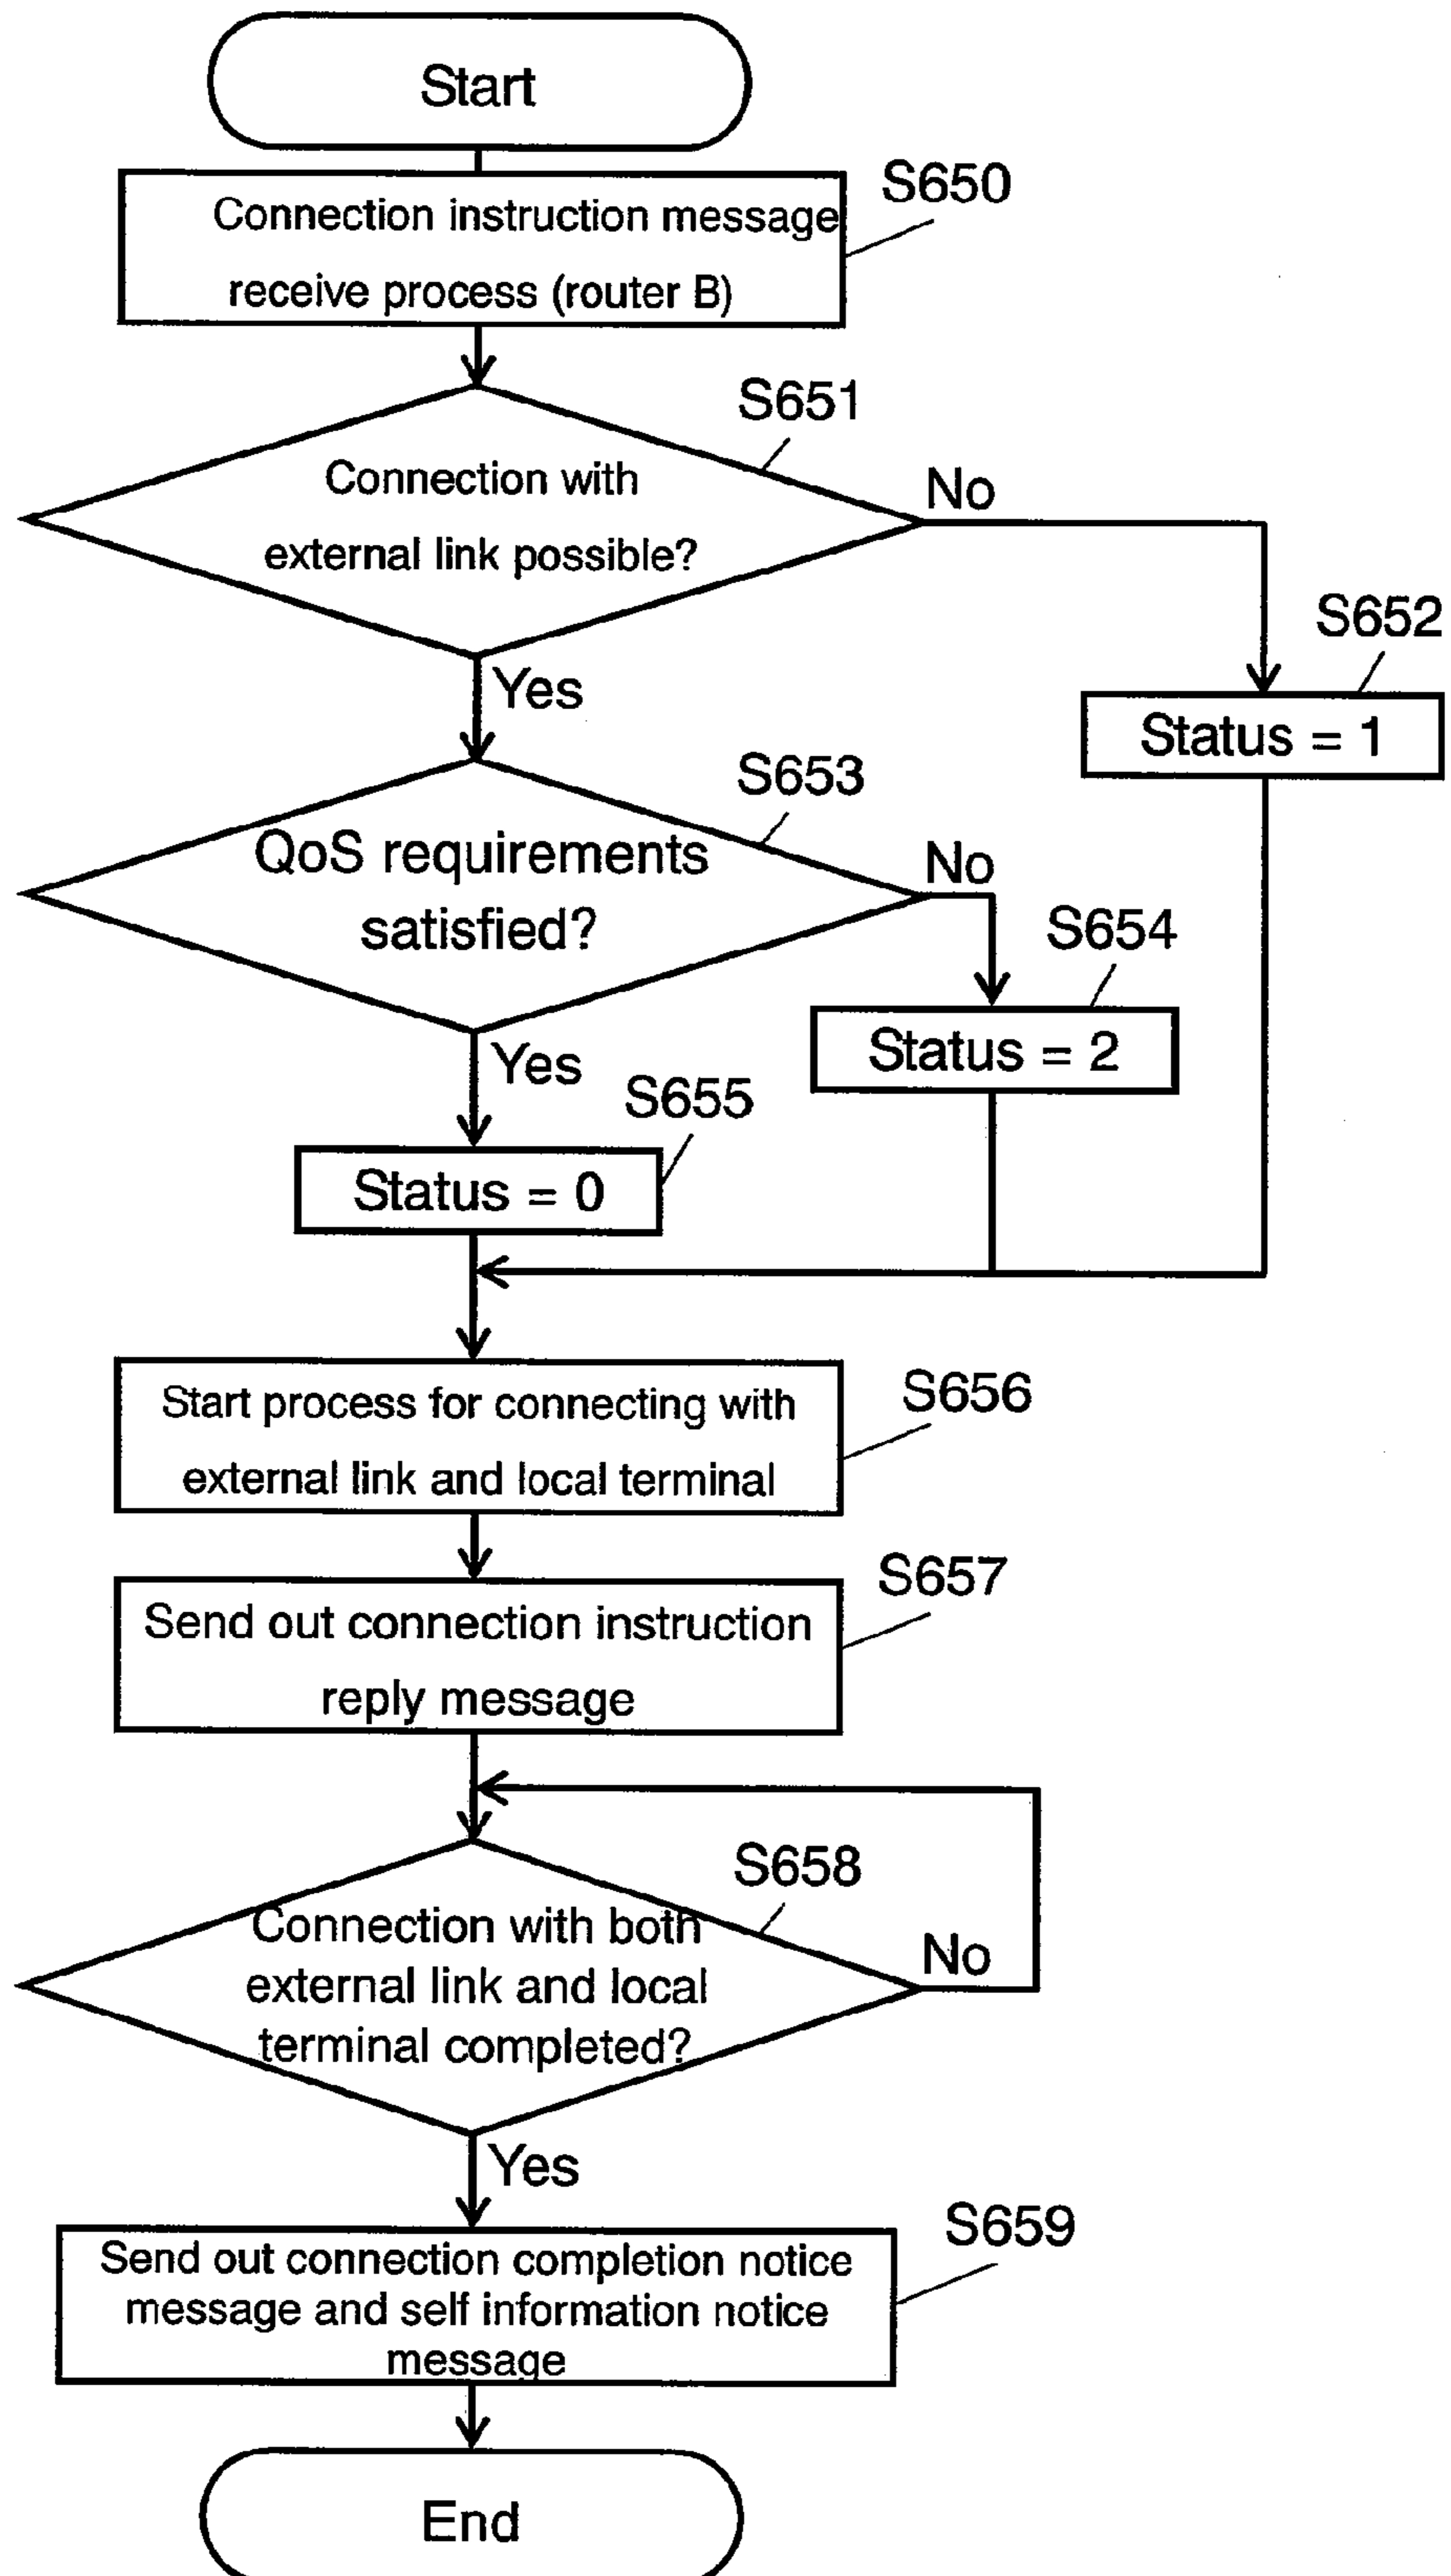 Start
S650
Connection instruction message
receive process (router B)
S651
Connection with
external link possible?
No
Yes
S652
Status = 1
S653
QoS requirements
satisfied?
No
Yes
S654
Status = 2
S655
Status = 0
S656
Start process for connecting with
external link and local terminal
S657
Send out connection instruction
reply message
S658
Connection with both
external link and local
terminal completed?
No
Yes
S659
Send out connection completion notice
message and self information notice
message
End